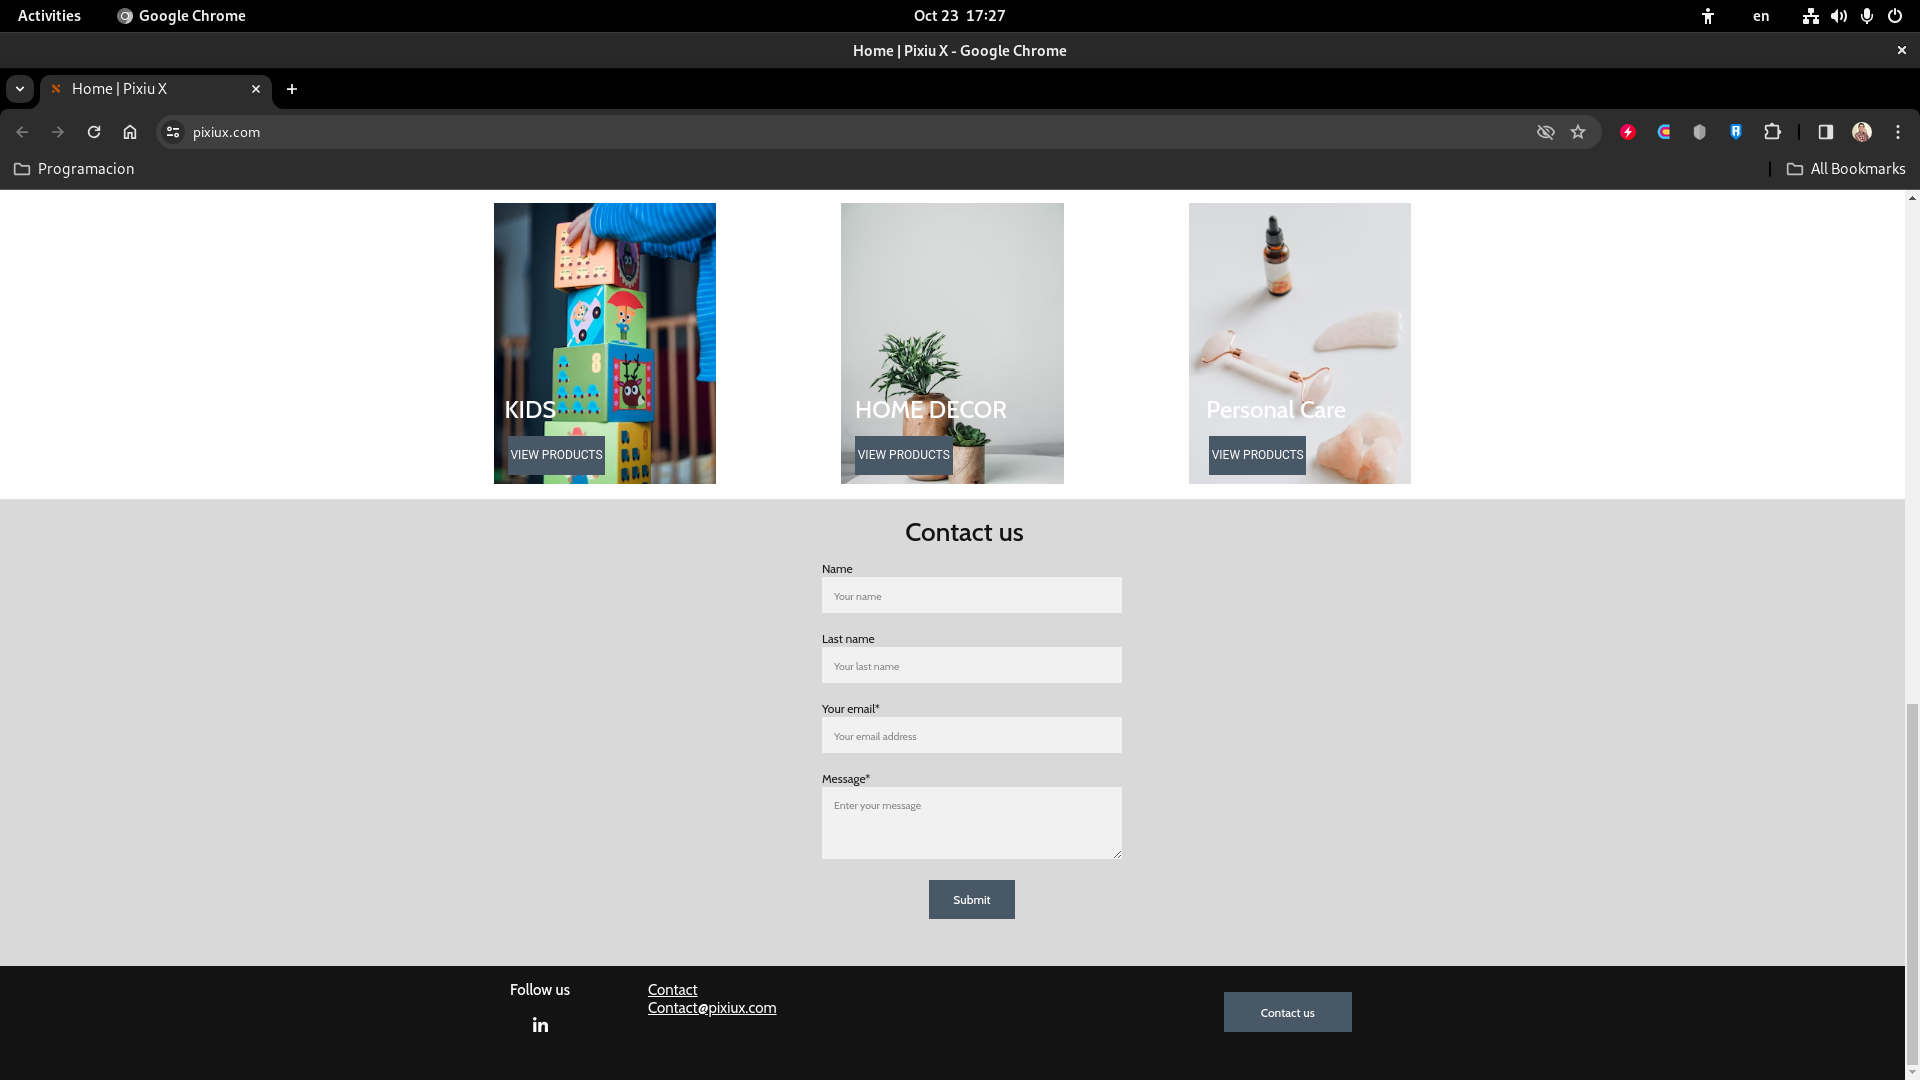 Activities
Google Chrome
Oct 23 17:27
en
Home | Pixiu X - Google Chrome
Home | Pixiu X
pixiux.com
Programacion
All Bookmarks
8
KIDS
HOME DECOR
Personal Care
VIEW PRODUCTS
VIEW PRODUCTS
VIEW PRODUCTS
Contact us
Name
Your name
Last name
Your last name
Your email*
Your email address
Message*
Enter your message
Submit
Follow us
Contact
Contact@pixiux.com
in
Contact us